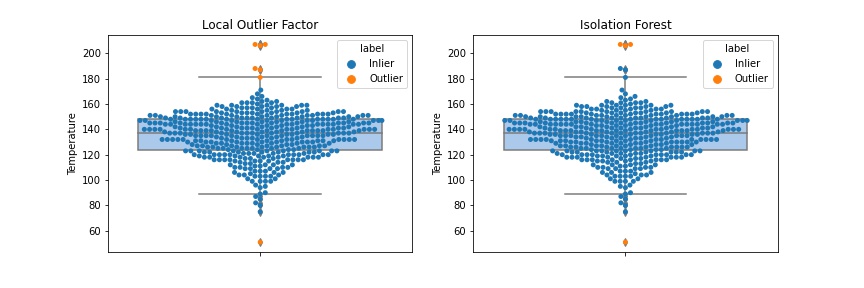 Local Outlier Factor
label
Inlier
Outlier
Temperature
200
180
160
140
120
100
80
60
Isolation Forest
label
Inlier
Outlier
Temperature
200
180
160
140
120
100
80
60